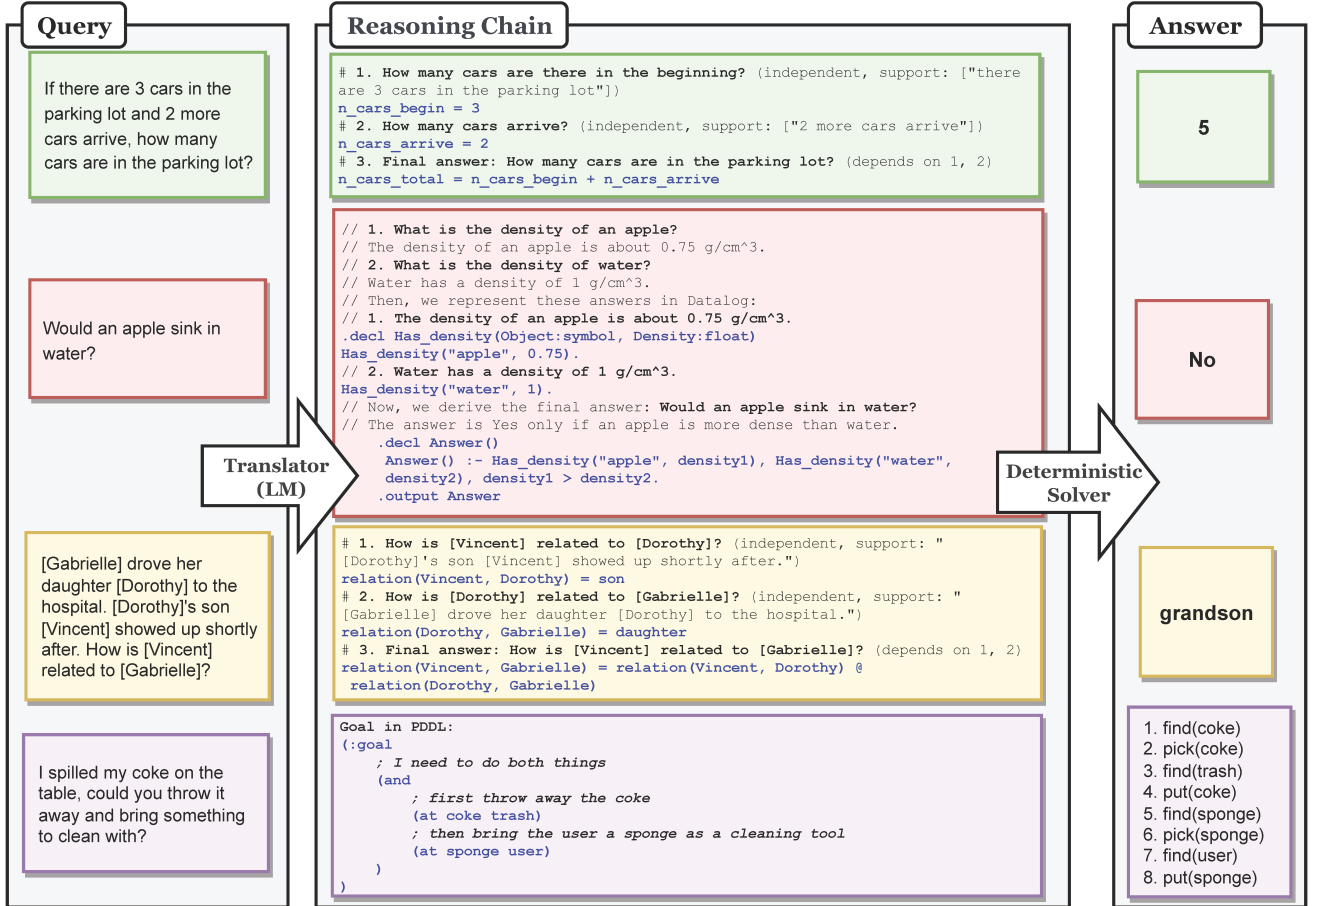 Query
Reasoning Chain
Answer
If there are 3 cars in the
parking lot and 2 more
cars arrive, how many
cars are in the parking lot?
# 1. How many cars are there in the beginning? (independent, support: ["there
are 3 cars in the parking lot"])
n_cars_begin = 3
# 2. How many cars arrive? (independent, support: ["2 more cars arrive"])
n_cars_arrive = 2
# 3. Final answer: How many cars are in the parking lot? (depends on 1, 2)
n_cars_total = n_cars_begin + n_cars_arrive
5
Would an apple sink in
water?
// 1. What is the density of an apple?
// The density of an apple is about 0.75 g/cm^3.
// 2. What is the density of water?
// Water has a density of 1 g/cm^3.
// Then, we represent these answers in Datalog:
// 1. The density of an apple is about 0.75 g/cm^3.
.decl Has_density(Object:symbol, Density:float)
Has_density("apple", 0.75).
// 2. Water has a density of 1 g/cm^3.
Has_density("water", 1).
// Now, we derive the final answer: Would an apple sink in water?
// The answer is Yes only if an apple is more dense than water.
.decl Answer()
Answer() :- Has_density("apple", density1), Has_density("water",
density2), density1 > density2.
.output Answer
No
Translator
(LM)
Deterministic
Solver
[Gabrielle] drove her
daughter [Dorothy] to the
hospital. [Dorothy]'s son
[Vincent] showed up shortly
after. How is [Vincent]
related to [Gabrielle]?
# 1. How is [Vincent] related to [Dorothy]? (independent, support: "
[Dorothy]'s son [Vincent] showed up shortly after.")
relation(Vincent, Dorothy) = son
# 2. How is [Dorothy] related to [Gabrielle]? (independent, support: "
[Gabrielle] drove her daughter [Dorothy] to the hospital.")
relation(Dorothy, Gabrielle) = daughter
# 3. Final answer: How is [Vincent] related to [Gabrielle]? (depends on 1, 2)
relation(Vincent, Gabrielle) = relation(Vincent, Dorothy) @
relation(Dorothy, Gabrielle)
grandson
I spilled my coke on the
table, could you throw it
away and bring something
to clean with?
Goal in PDDL:
(:goal
; I need to do both things
(and
; first throw away the coke
(at coke trash)
; then bring the user a sponge as a cleaning tool
(at sponge user)
)
)
1. find(coke)
2. pick(coke)
3. find(trash)
4. put(coke)
5. find(sponge)
6. pick(sponge)
7. find(user)
8. put(sponge)